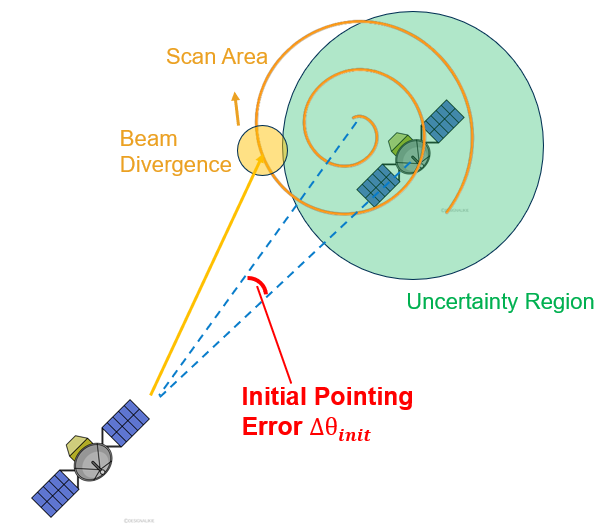 Scan Area
Beam
Divergence
Uncertainty Region
Initial Pointing
Error Δθ_init